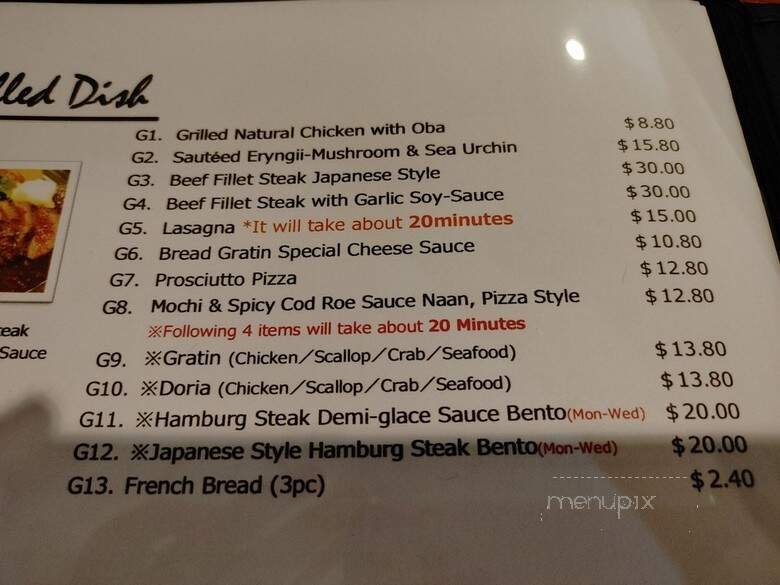 lled Dish
G1. Grilled Natural Chicken with Oba $8.80
G2. Sautéed Eryngii-Mushroom & Sea Urchin $15.80
G3. Beef Fillet Steak Japanese Style $30.00
G4. Beef Fillet Steak with Garlic Soy-Sauce $30.00
G5. Lasagna *It will take about 20minutes $15.00
G6. Bread Gratin Special Cheese Sauce $10.80
G7. Prosciutto Pizza $12.80
G8. Mochi & Spicy Cod Roe Sauce Naan, Pizza Style $12.80
※Following 4 items will take about 20 Minutes
eak
Sauce
G9. ※Gratin (Chicken／Scallop／Crab／Seafood) $13.80
G10. ※Doria (Chicken／Scallop／Crab／Seafood) $13.80
G11. ※Hamburg Steak Demi-glace Sauce Bento(Mon-Wed) $20.00
G12. ※Japanese Style Hamburg Steak Bento(Mon-Wed) $20.00
G13. French Bread (3pc) $2.40
menupix